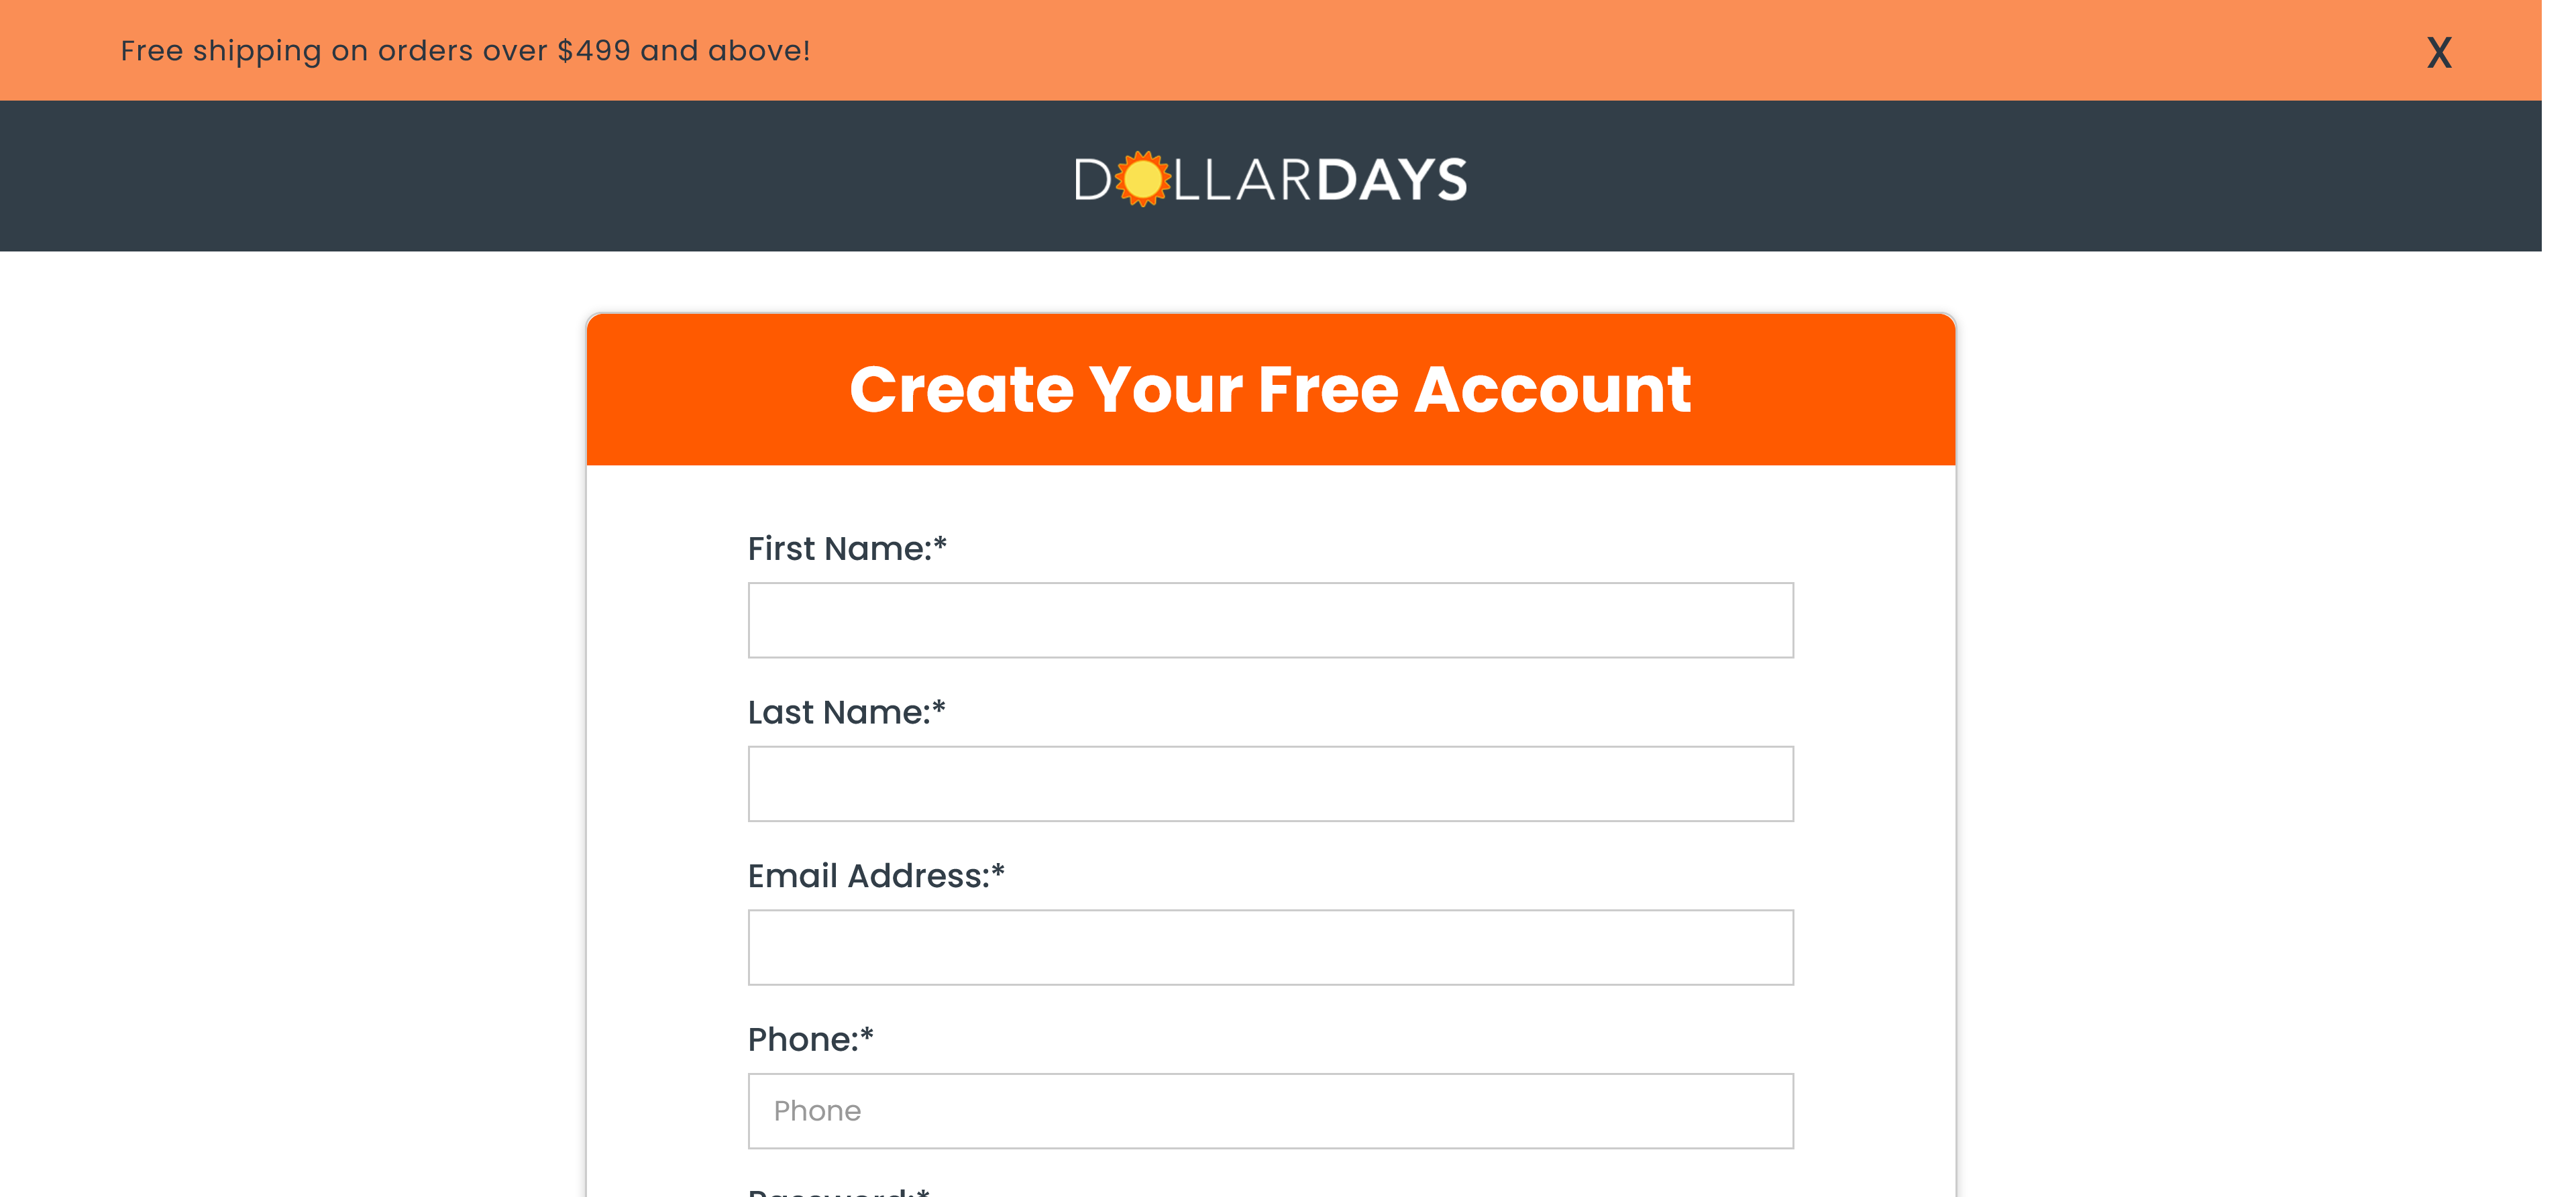 Free shipping on orders over $499 and above!
X
DOLLARDAYS
Create Your Free Account
First Name:*
Last Name:*
Email Address:*
Phone:*
Phone
Password:*